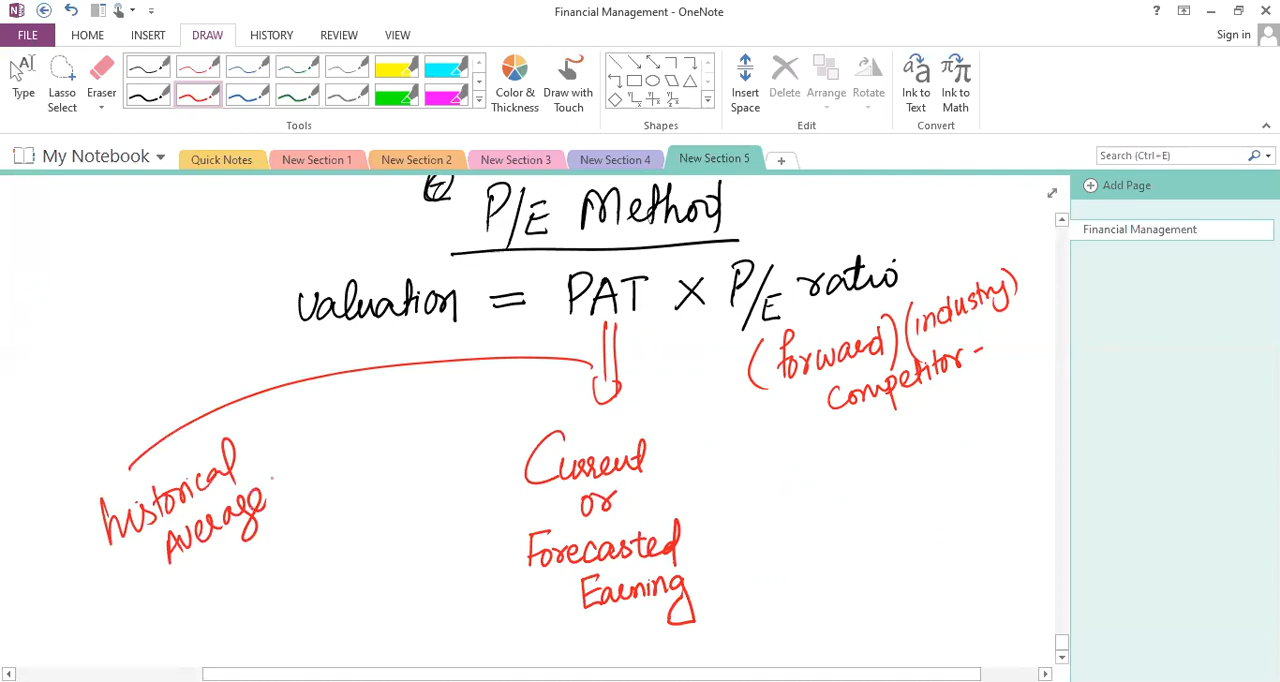 Financial Management - OneNote
FILE HOME INSERT DRAW HISTORY REVIEW VIEW Sign in
Type Lasso Select Eraser Color & Thickness Draw with Touch Insert Space Delete Arrange Rotate Ink to Text Ink to Math
Tools Shapes Edit Convert
My Notebook Quick Notes New Section 1 New Section 2 New Section 3 New Section 4 New Section 5 Search (Ctrl+E)
Add Page
Financial Management
P/E Method
valuation = PAT × P/E ratio
(forward) (industry)
competitor -
historical
Average
Current
or
Forecasted
Earning